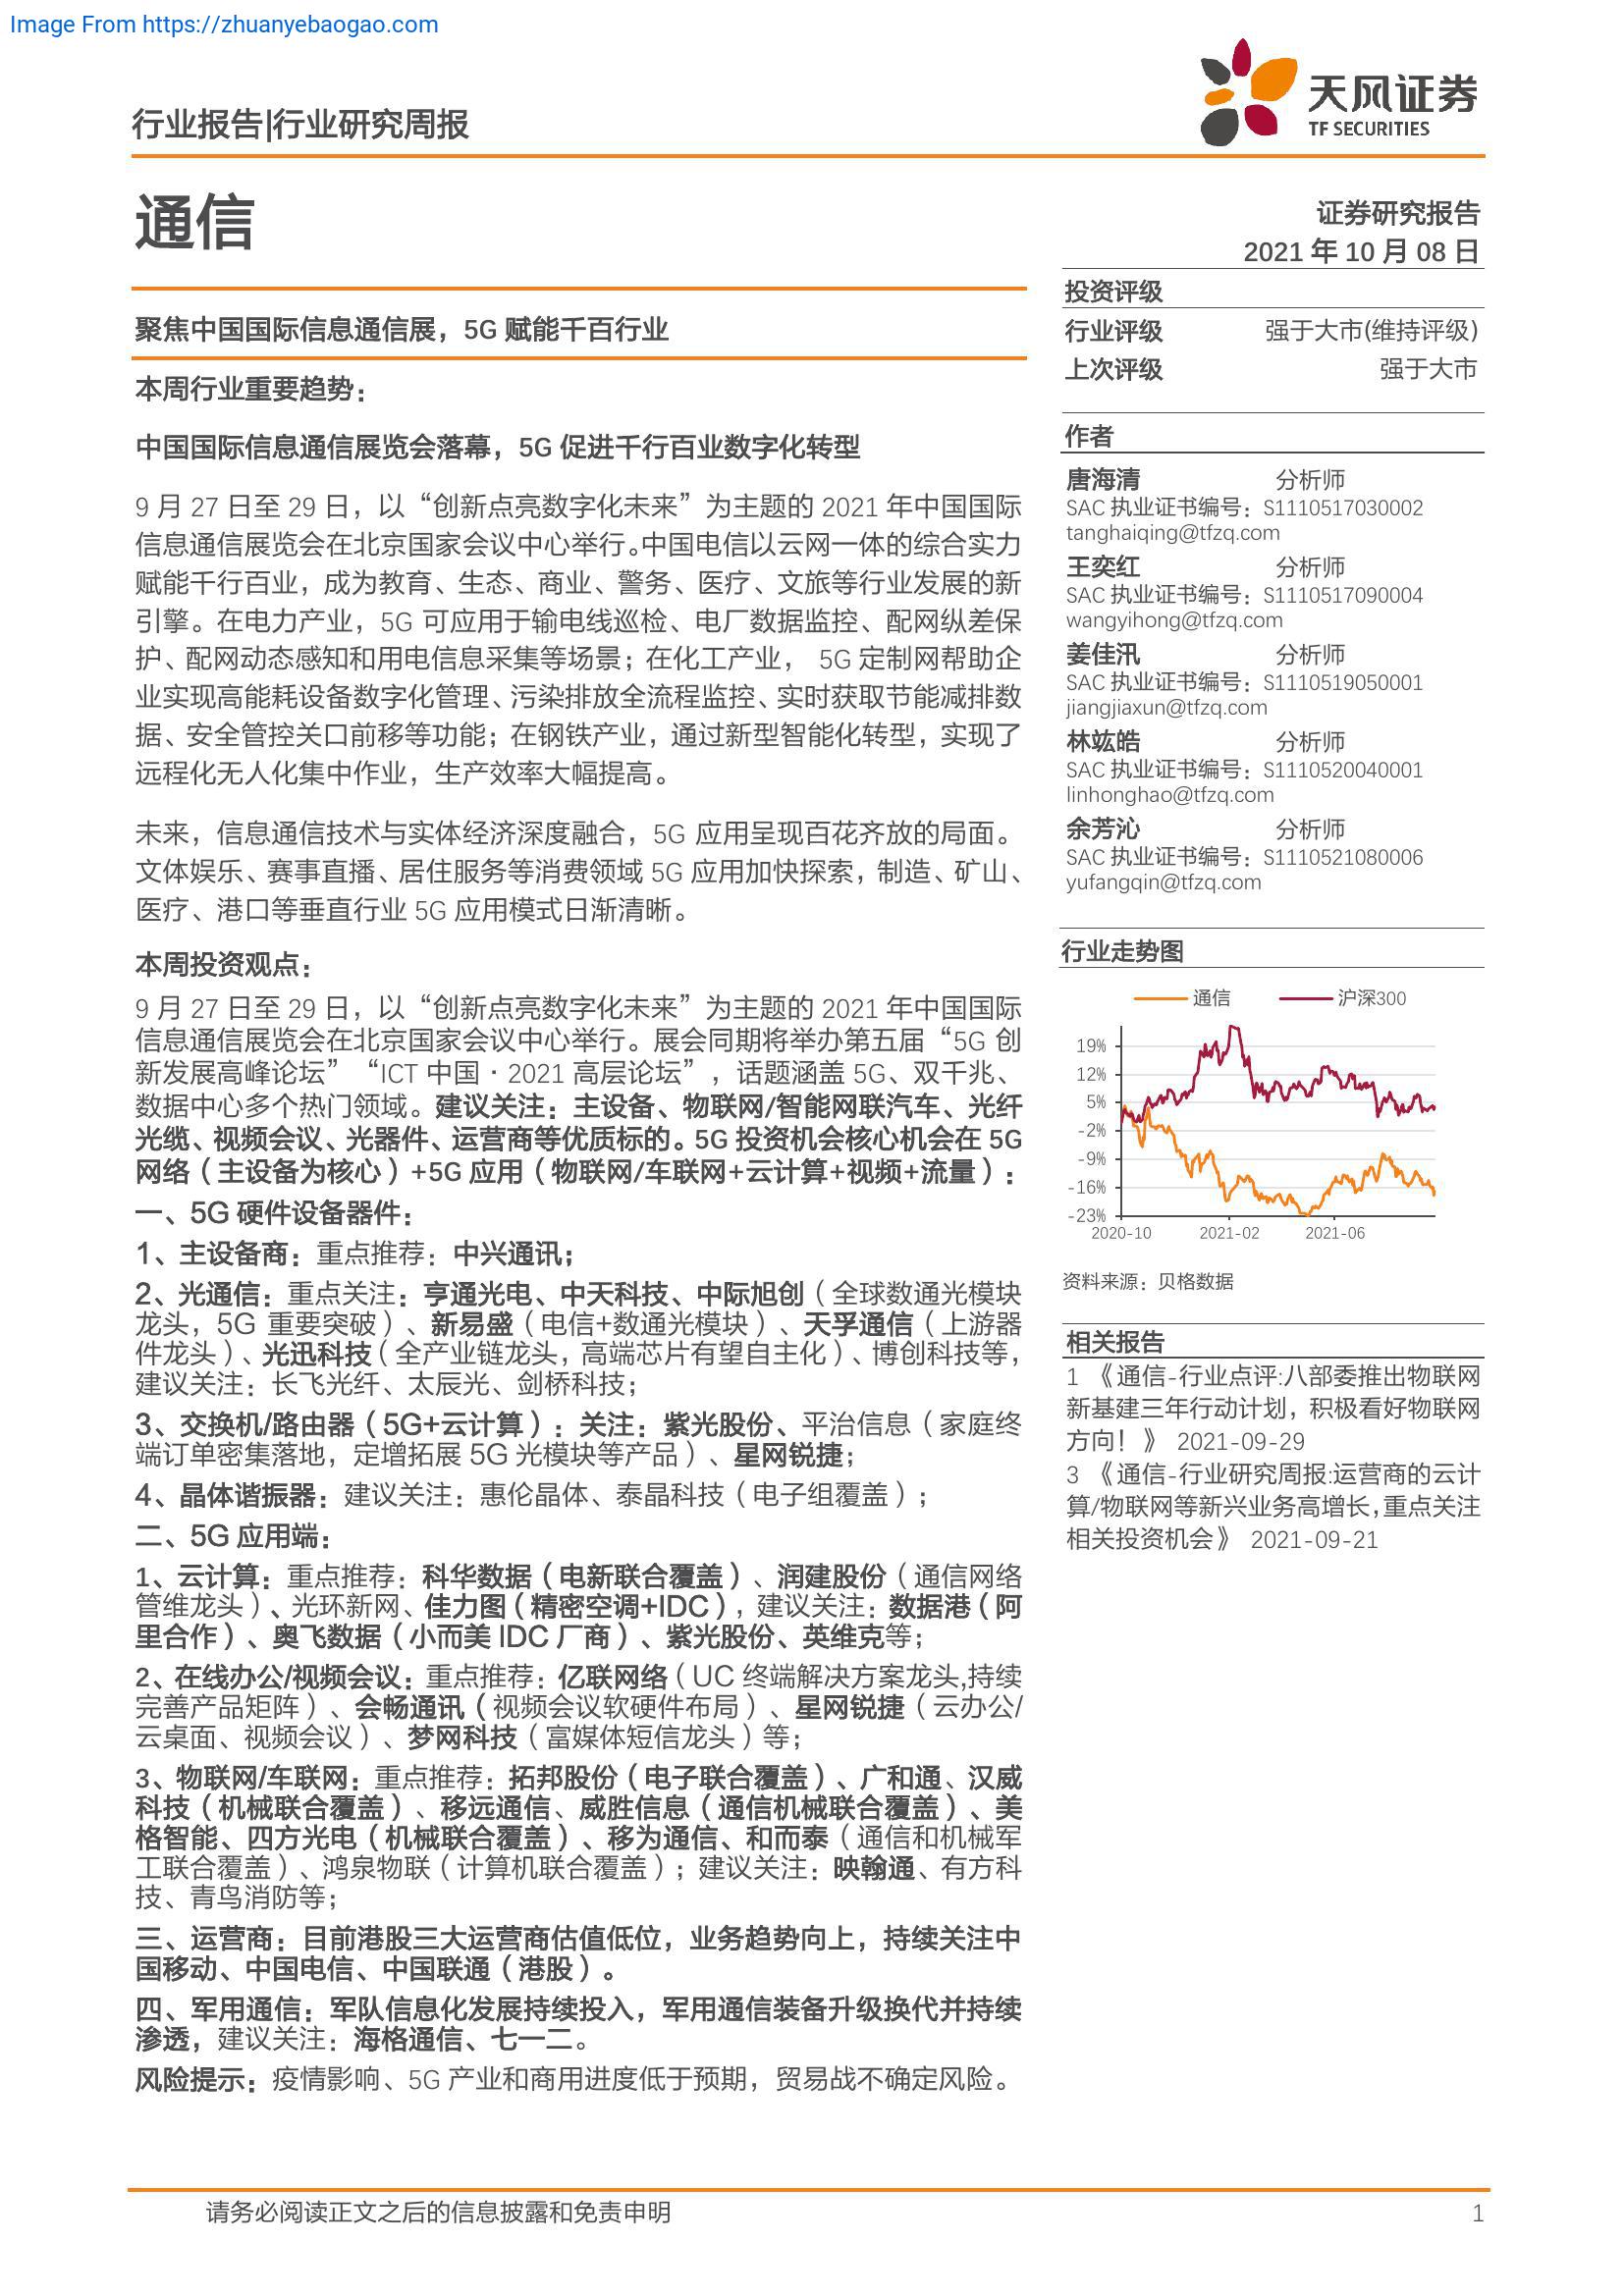 Image From https://zhuanyebaogao.com
行业报告|行业研究周报
天风证券
TF SECURITIES
通信
证券研究报告
2021 年 10 月 08 日
聚焦中国国际信息通信展，5G 赋能千百行业
本周行业重要趋势：
中国国际信息通信展览会落幕，5G 促进千行百业数字化转型
9 月 27 日至 29 日，以“创新点亮数字化未来”为主题的 2021 年中国国际
信息通信展览会在北京国家会议中心举行。中国电信以云网一体的综合实力
赋能千行百业，成为教育、生态、商业、警务、医疗、文旅等行业发展的新
引擎。在电力产业，5G 可应用于输电线巡检、电厂数据监控、配网纵差保
护、配网动态感知和用电信息采集等场景；在化工产业， 5G 定制网帮助企
业实现高能耗设备数字化管理、污染排放全流程监控、实时获取节能减排数
据、安全管控关口前移等功能；在钢铁产业，通过新型智能化转型，实现了
远程化无人化集中作业，生产效率大幅提高。
未来，信息通信技术与实体经济深度融合，5G 应用呈现百花齐放的局面。
文体娱乐、赛事直播、居住服务等消费领域 5G 应用加快探索，制造、矿山、
医疗、港口等垂直行业 5G 应用模式日渐清晰。
本周投资观点：
9 月 27 日至 29 日，以“创新点亮数字化未来”为主题的 2021 年中国国际
信息通信展览会在北京国家会议中心举行。展会同期将举办第五届“5G 创
新发展高峰论坛”“ICT 中国·2021 高层论坛”，话题涵盖 5G、双千兆、
数据中心多个热门领域。建议关注：主设备、物联网/智能网联汽车、光纤
光缆、视频会议、光器件、运营商等优质标的。5G 投资机会核心机会在 5G
网络（主设备为核心）+5G 应用（物联网/车联网+云计算+视频+流量）：
一、5G 硬件设备器件：
1、主设备商：重点推荐：中兴通讯；
2、光通信：重点关注：亨通光电、中天科技、中际旭创（全球数通光模块
龙头，5G 重要突破）、新易盛（电信+数通光模块）、天孚通信（上游器
件龙头）、光迅科技（全产业链龙头，高端芯片有望自主化）、博创科技等，
建议关注：长飞光纤、太辰光、剑桥科技；
3、交换机/路由器（5G+云计算）：关注：紫光股份、平治信息（家庭终
端订单密集落地，定增拓展 5G 光模块等产品）、星网锐捷；
4、晶体谐振器：建议关注：惠伦晶体、泰晶科技（电子组覆盖）；
二、5G 应用端：
1、云计算：重点推荐：科华数据（电新联合覆盖）、润建股份（通信网络
管维龙头）、光环新网、佳力图（精密空调+IDC），建议关注：数据港（阿
里合作）、奥飞数据（小而美 IDC 厂商）、紫光股份、英维克等；
2、在线办公/视频会议：重点推荐：亿联网络（UC 终端解决方案龙头,持续
完善产品矩阵）、会畅通讯（视频会议软硬件布局）、星网锐捷（云办公/
云桌面、视频会议）、梦网科技（富媒体短信龙头）等；
3、物联网/车联网：重点推荐：拓邦股份（电子联合覆盖）、广和通、汉威
科技（机械联合覆盖）、移远通信、威胜信息（通信机械联合覆盖）、美
格智能、四方光电（机械联合覆盖）、移为通信、和而泰（通信和机械军
工联合覆盖）、鸿泉物联（计算机联合覆盖）；建议关注：映翰通、有方科
技、青鸟消防等；
三、运营商：目前港股三大运营商估值低位，业务趋势向上，持续关注中
国移动、中国电信、中国联通（港股）。
四、军用通信：军队信息化发展持续投入，军用通信装备升级换代并持续
渗透，建议关注：海格通信、七一二。
风险提示：疫情影响、5G 产业和商用进度低于预期，贸易战不确定风险。
投资评级
行业评级 强于大市(维持评级)
上次评级 强于大市
作者
唐海清 分析师
SAC 执业证书编号：S1110517030002
tanghaiqing@tfzq.com
王奕红 分析师
SAC 执业证书编号：S1110517090004
wangyihong@tfzq.com
姜佳汛 分析师
SAC 执业证书编号：S1110519050001
jiangjiaxun@tfzq.com
林竑皓 分析师
SAC 执业证书编号：S1110520040001
linhonghao@tfzq.com
余芳沁 分析师
SAC 执业证书编号：S1110521080006
yufangqin@tfzq.com
行业走势图
通信 沪深300
19%
12%
5%
-2%
-9%
-16%
-23%
2020-10 2021-02 2021-06
资料来源：贝格数据
相关报告
1 《通信-行业点评:八部委推出物联网
新基建三年行动计划，积极看好物联网
方向！》 2021-09-29
3 《通信-行业研究周报:运营商的云计
算/物联网等新兴业务高增长,重点关注
相关投资机会》 2021-09-21
请务必阅读正文之后的信息披露和免责申明 1